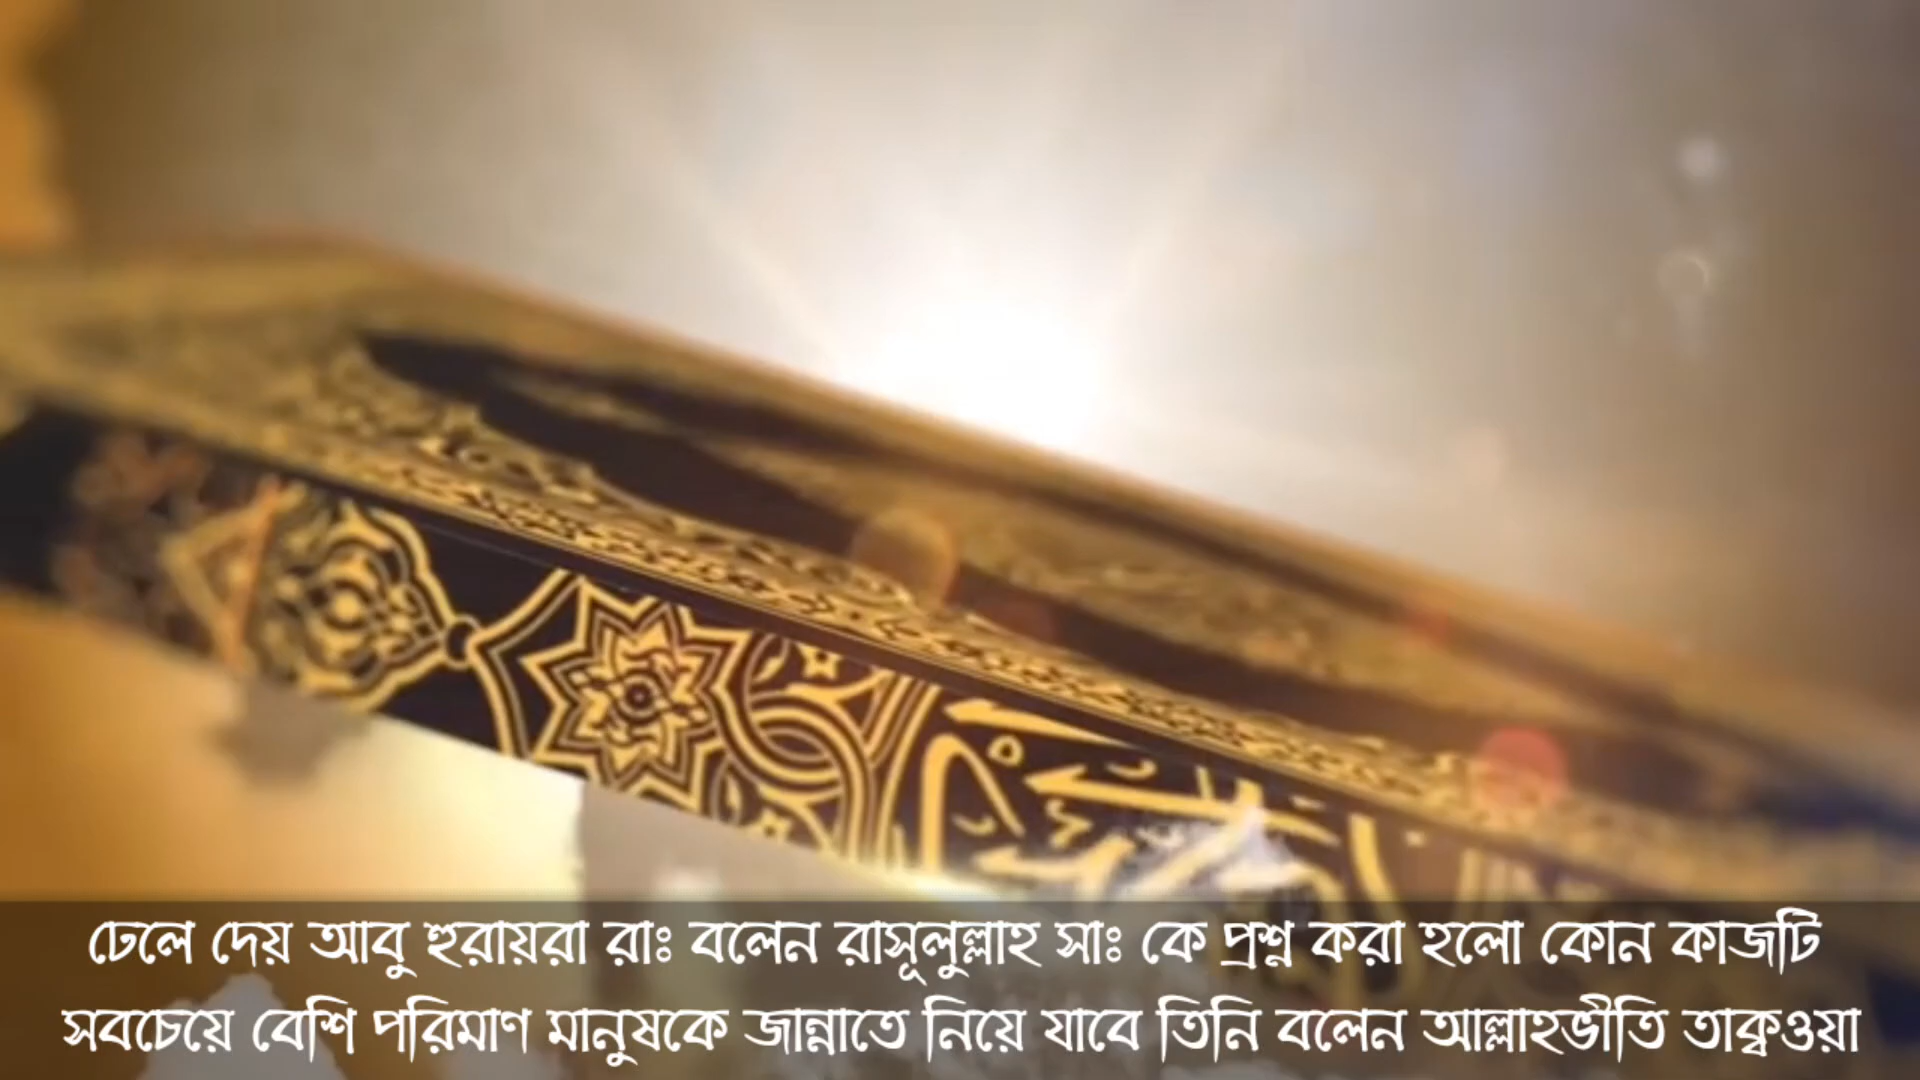 ঢেলে দেয় আবু হুরায়রা রাঃ বলেন রাসূলুল্লাহ সাঃ কে প্রশ্ন করা হলো কোন কাজটি
সবচেয়ে বেশি পরিমাণ মানুষকে জান্নাতে নিয়ে যাবে তিনি বলেন আল্লাহভীতি তাক্বওয়া